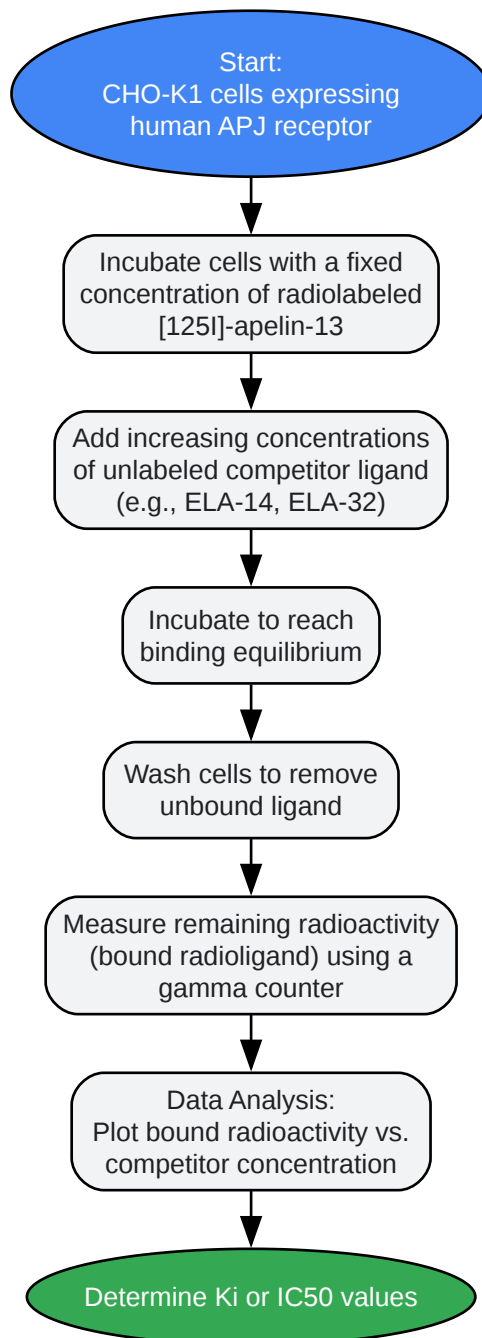 Start:
CHO-K1 cells expressing
human APJ receptor
Incubate cells with a fixed
concentration of radiolabeled
[125I]-apelin-13
Add increasing concentrations
of unlabeled competitor ligand
(e.g., ELA-14, ELA-32)
Incubate to reach
binding equilibrium
Wash cells to remove
unbound ligand
Measure remaining radioactivity
(bound radioligand) using a
gamma counter
Data Analysis:
Plot bound radioactivity vs.
competitor concentration
Determine Ki or IC50 values